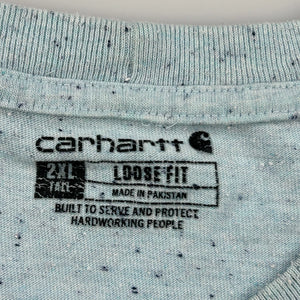 carhartt
2XL TALL
LOOSE FIT
MADE IN PAKISTAN
BUILT TO SERVE AND PROTECT
HARDWORKING PEOPLE